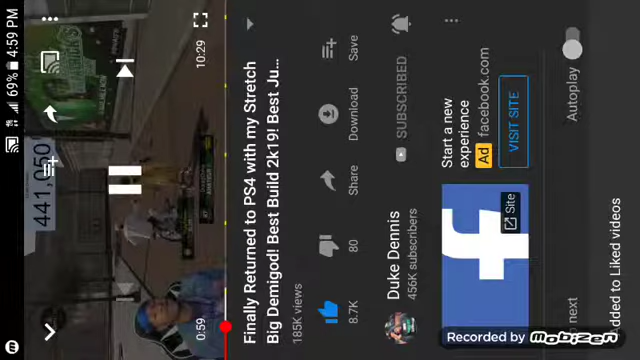 69% 4:59 PM
441,050
0:59
10:29
Finally Returned to PS4 with my Stretch
Big Demigod! Best Build 2k19! Best Ju...
185K views
8.7K
80
Share
Download
Save
Duke Dennis
456K subscribers
SUBSCRIBED
Site
Start a new
experience
Ad facebook.com
VISIT SITE
next
Autoplay
Added to Liked videos
Recorded by
Mobizen